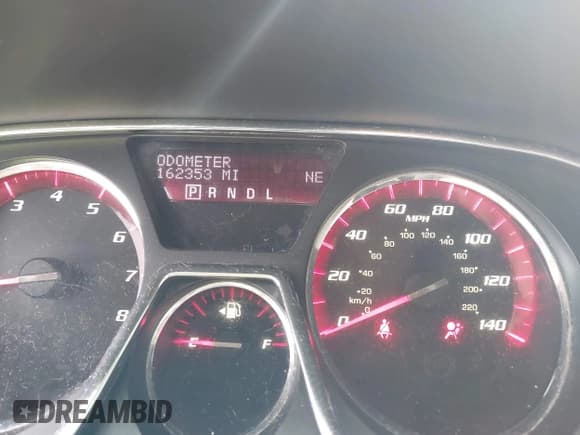 ODOMETER
162353 MI NE
P R N D L
3 4 5 6 7 8
E F
0 20 40 60 80 100 120 140
MPH
km/h
0 20 40 60 80 100 120 140 160 180 200 220
DREAMBID